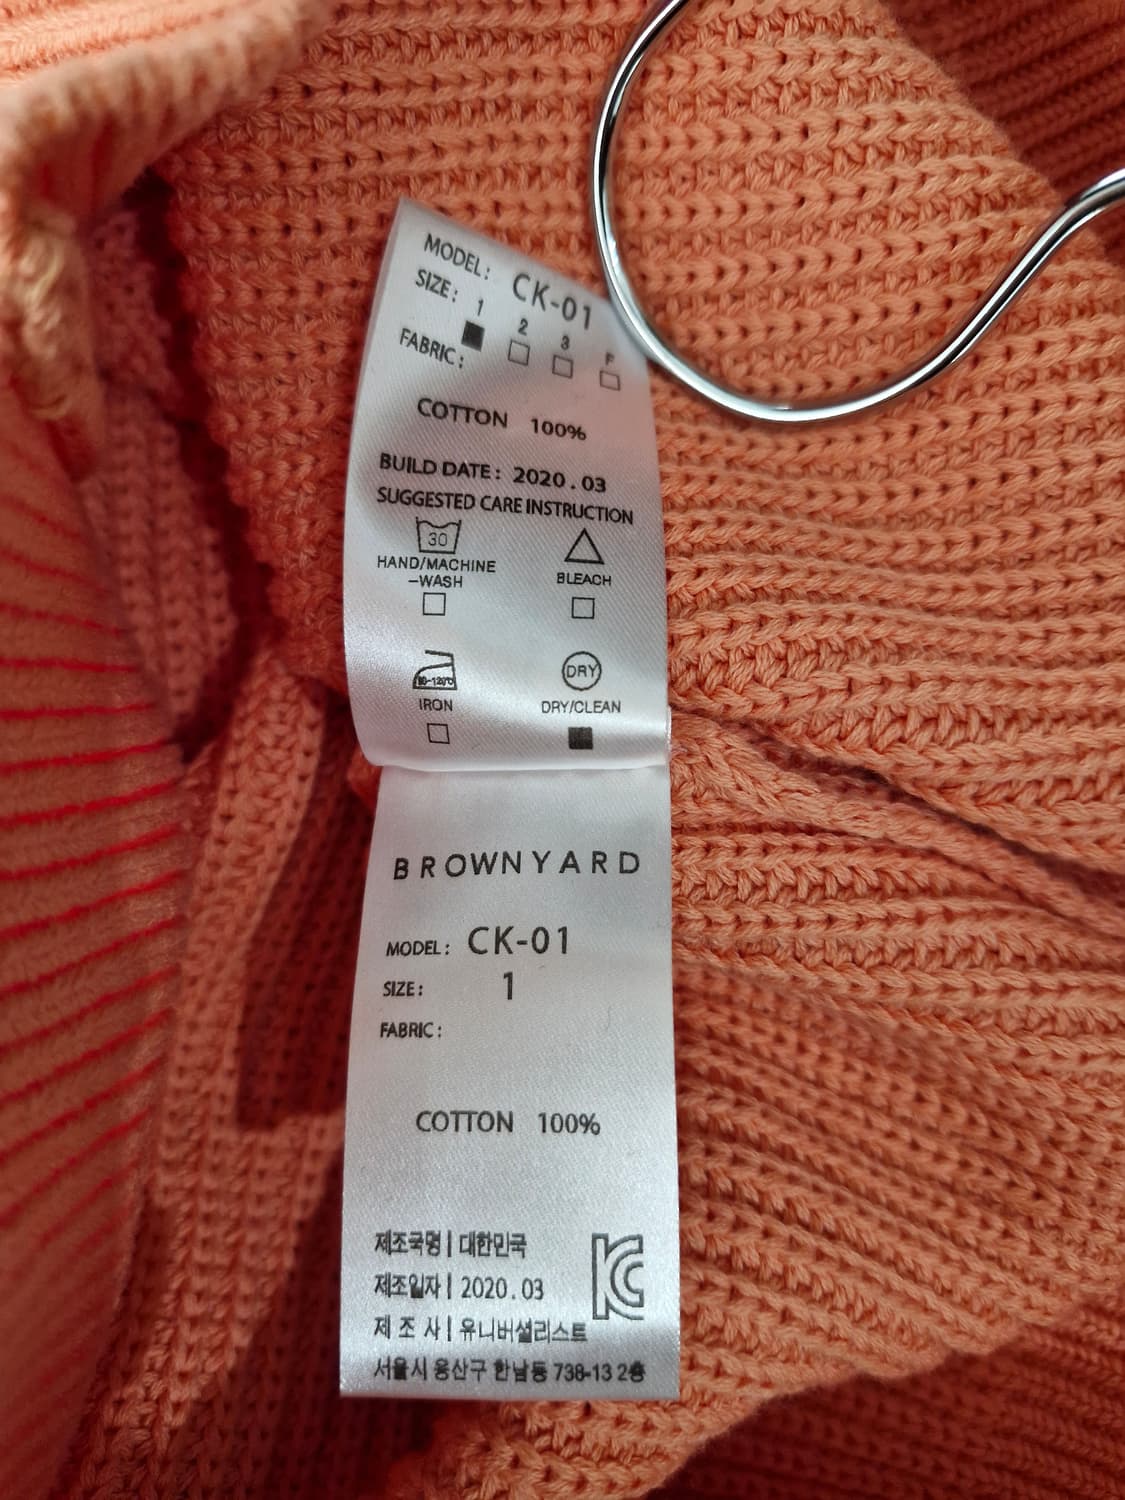 MODEL: CK-01
SIZE: 1 2 3 F
FABRIC:
COTTON 100%
BUILD DATE: 2020.03
SUGGESTED CARE INSTRUCTION
30
HAND/MACHINE BLEACH
-WASH
DRY
IRON DRY/CLEAN
BROWNYARD
MODEL: CK-01
SIZE: 1
FABRIC:
COTTON 100%
제조국명 | 대한민국
제조일자 | 2020.03
제 조 사 | 유니버셜리스트
서울시 용산구 한남동 738-13 2층
KC